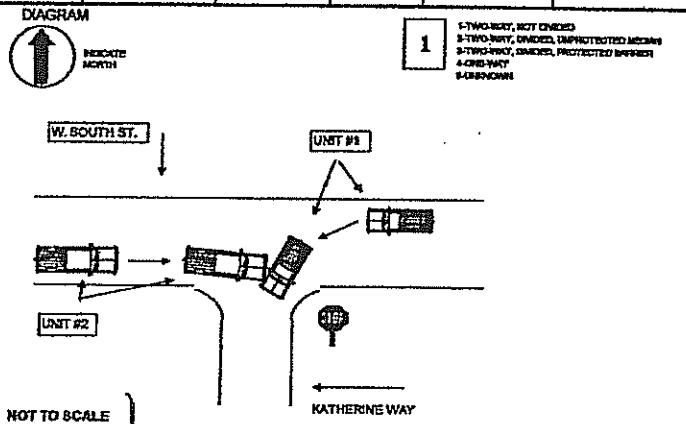 DIAGRAM
INDICATE
NORTH
1
1-TWO-WAY, NOT DIVIDED
2-TWO-WAY, DIVIDED, UNPROTECTED MEDIAN
3-TWO-WAY, DIVIDED, PROTECTED BARRIER
4-ONE-WAY
5-UNKNOWN
W. SOUTH ST.
UNIT #1
UNIT #2
NOT TO SCALE
KATHERINE WAY